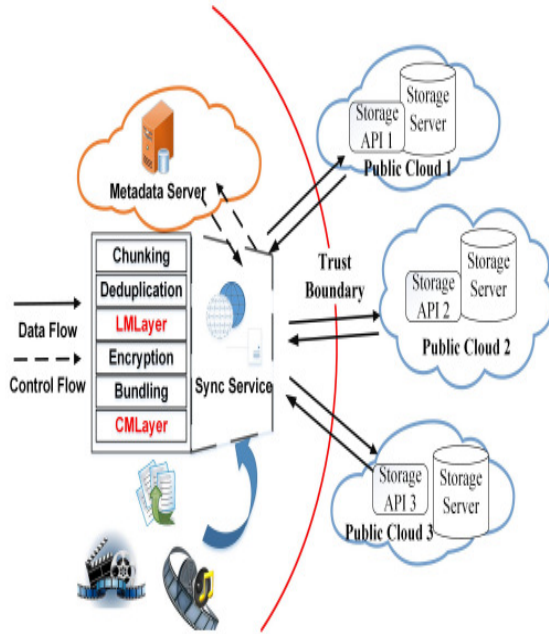 Storage
Server
Storage
API 1
Public Cloud 1
Metadata Server
Chunking
Deduplication
LMLayer
Encryption
Bundling
CMLayer
Sync Service
Data Flow
Control Flow
Trust
Boundary
Storage
Server
Storage
API 2
Public Cloud 2
Storage
API 3
Storage
Server
Public Cloud 3